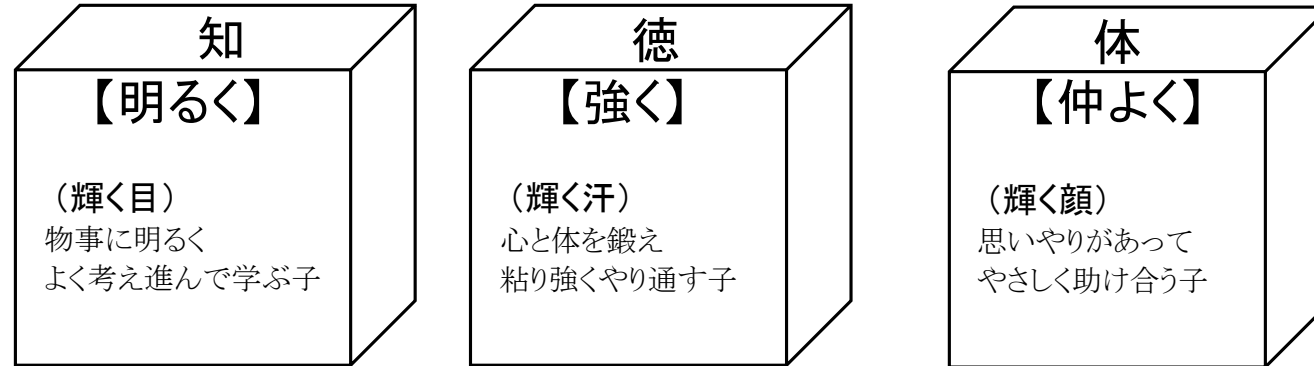 知
【明るく】
（輝く目）
物事に明るく
よく考え進んで学ぶ子
徳
【強く】
（輝く汗）
心と体を鍛え
粘り強くやり通す子
体
【仲よく】
（輝く顔）
思いやりがあって
やさしく助け合う子